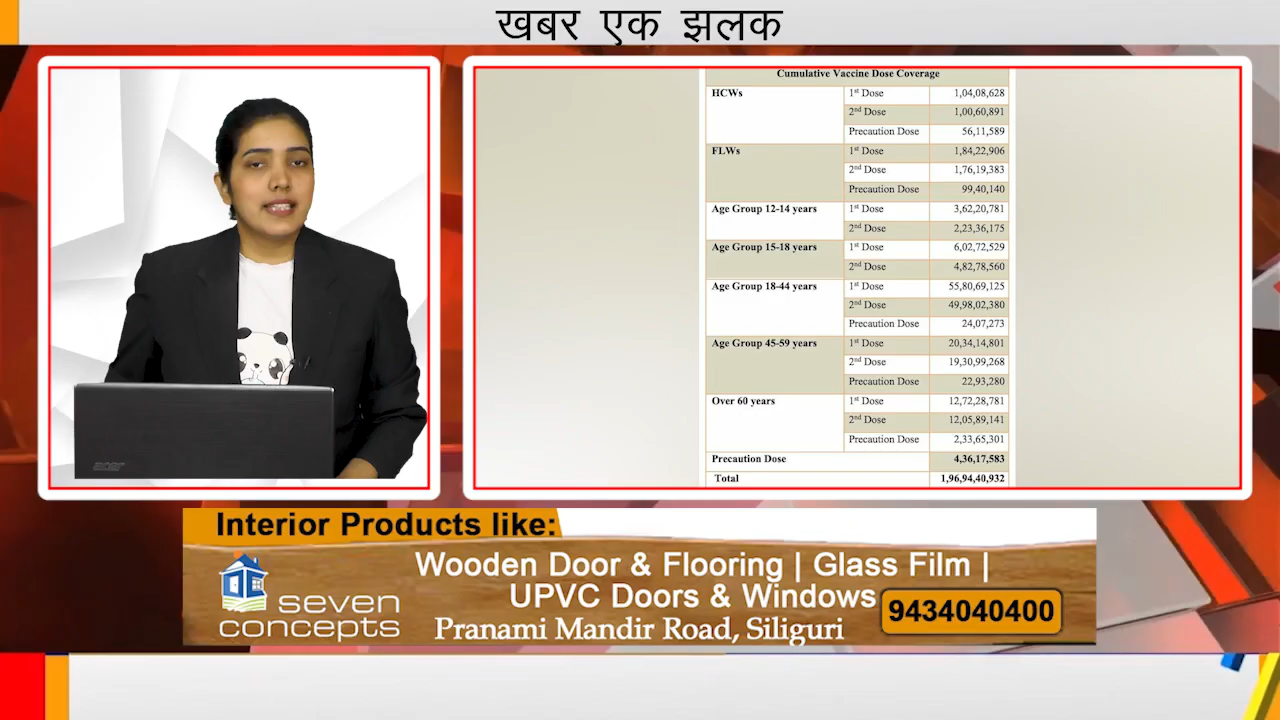 खबर एक झलक
Cumulative Vaccine Dose Coverage
HCWs 1st Dose 1,04,08,628
2nd Dose 1,00,60,891
Precaution Dose 56,11,589
FLWs 1st Dose 1,84,22,906
2nd Dose 1,76,19,383
Precaution Dose 99,40,140
Age Group 12-14 years 1st Dose 3,62,20,781
2nd Dose 2,23,36,175
Age Group 15-18 years 1st Dose 6,02,72,529
2nd Dose 4,82,78,560
Age Group 18-44 years 1st Dose 55,80,69,125
2nd Dose 49,98,02,380
Precaution Dose 24,07,273
Age Group 45-59 years 1st Dose 20,34,14,801
2nd Dose 19,30,99,268
Precaution Dose 22,93,280
Over 60 years 1st Dose 12,72,28,781
2nd Dose 12,05,89,141
Precaution Dose 2,33,65,301
Precaution Dose 4,36,17,583
Total 1,96,94,40,932
acer
Interior Products like:
Wooden Door & Flooring | Glass Film |
UPVC Doors & Windows
seven
concepts
Pranami Mandir Road, Siliguri
9434040400